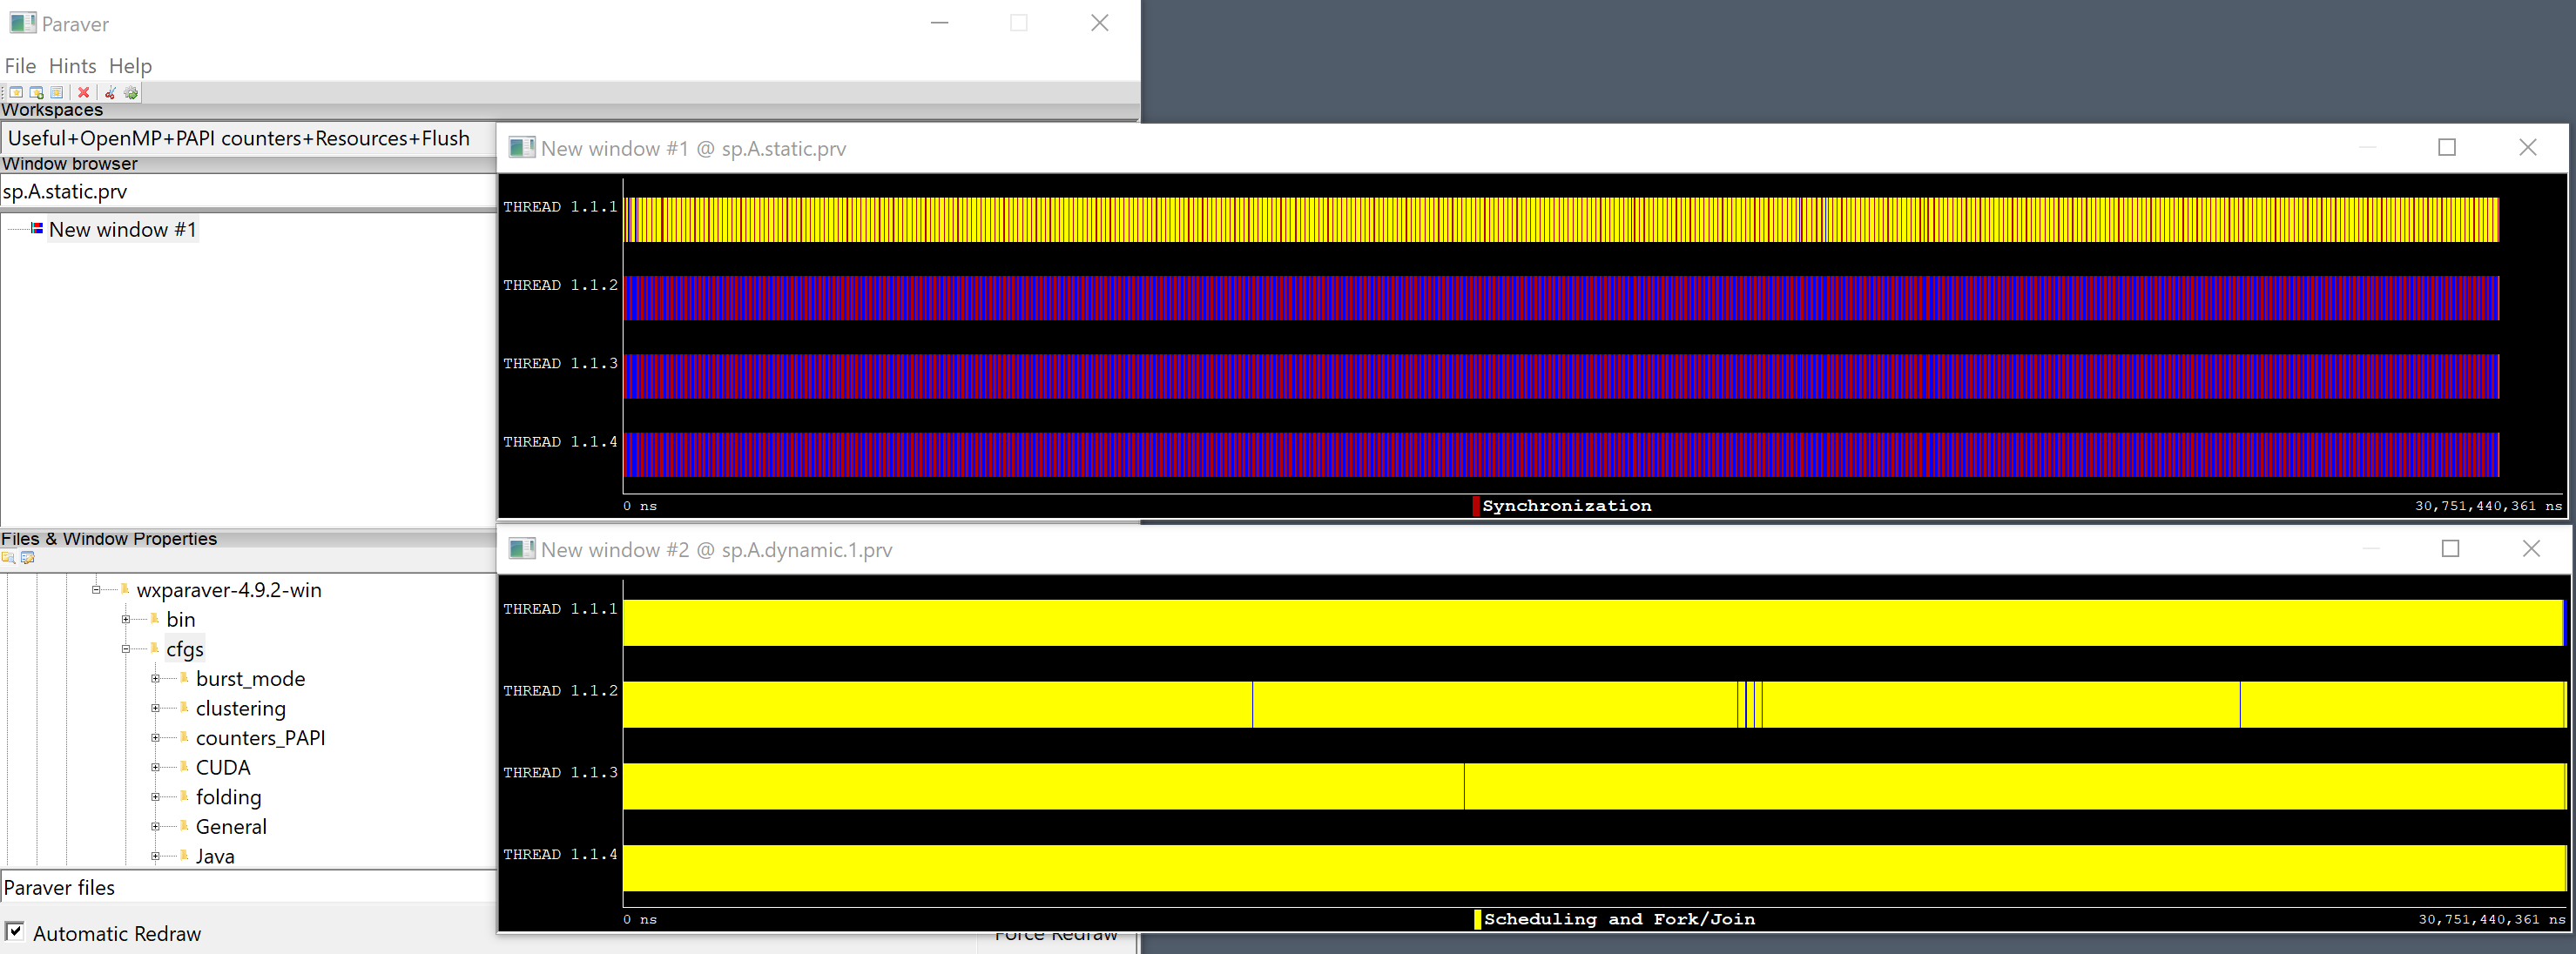 Paraver
File Hints Help
Workspaces
Useful+OpenMP+PAPI counters+Resources+Flush
Window browser
sp.A.static.prv
New window #1
Files & Window Properties
wxparaver-4.9.2-win
bin
cfgs
burst_mode
clustering
counters_PAPI
CUDA
folding
General
Java
Paraver files
Automatic Redraw
Force Redraw
New window #1 @ sp.A.static.prv
THREAD 1.1.1
THREAD 1.1.2
THREAD 1.1.3
THREAD 1.1.4
0 ns Synchronization 30,751,440,361 ns
New window #2 @ sp.A.dynamic.1.prv
THREAD 1.1.1
THREAD 1.1.2
THREAD 1.1.3
THREAD 1.1.4
0 ns Scheduling and Fork/Join 30,751,440,361 ns